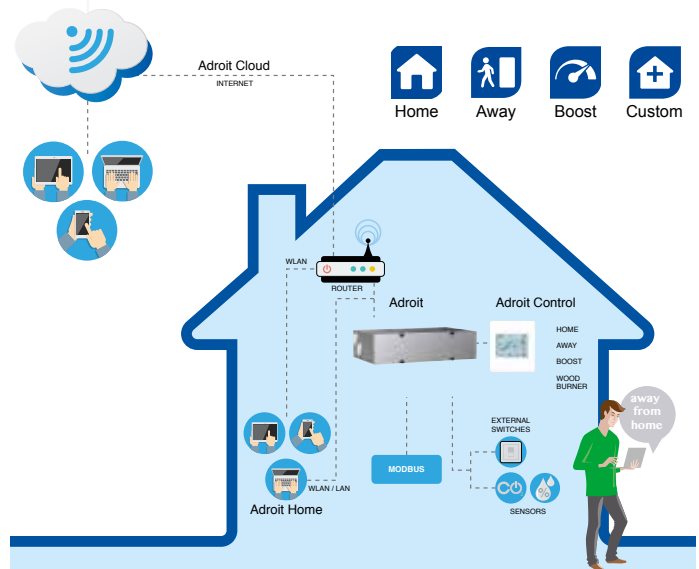 Adroit Cloud
INTERNET
Home
Away
Boost
Custom
WLAN
ROUTER
Adroit
Adroit Control
HOME
AWAY
BOOST
WOOD
BURNER
away
from
home
EXTERNAL
SWITCHES
MODBUS
WLAN / LAN
Adroit Home
SENSORS